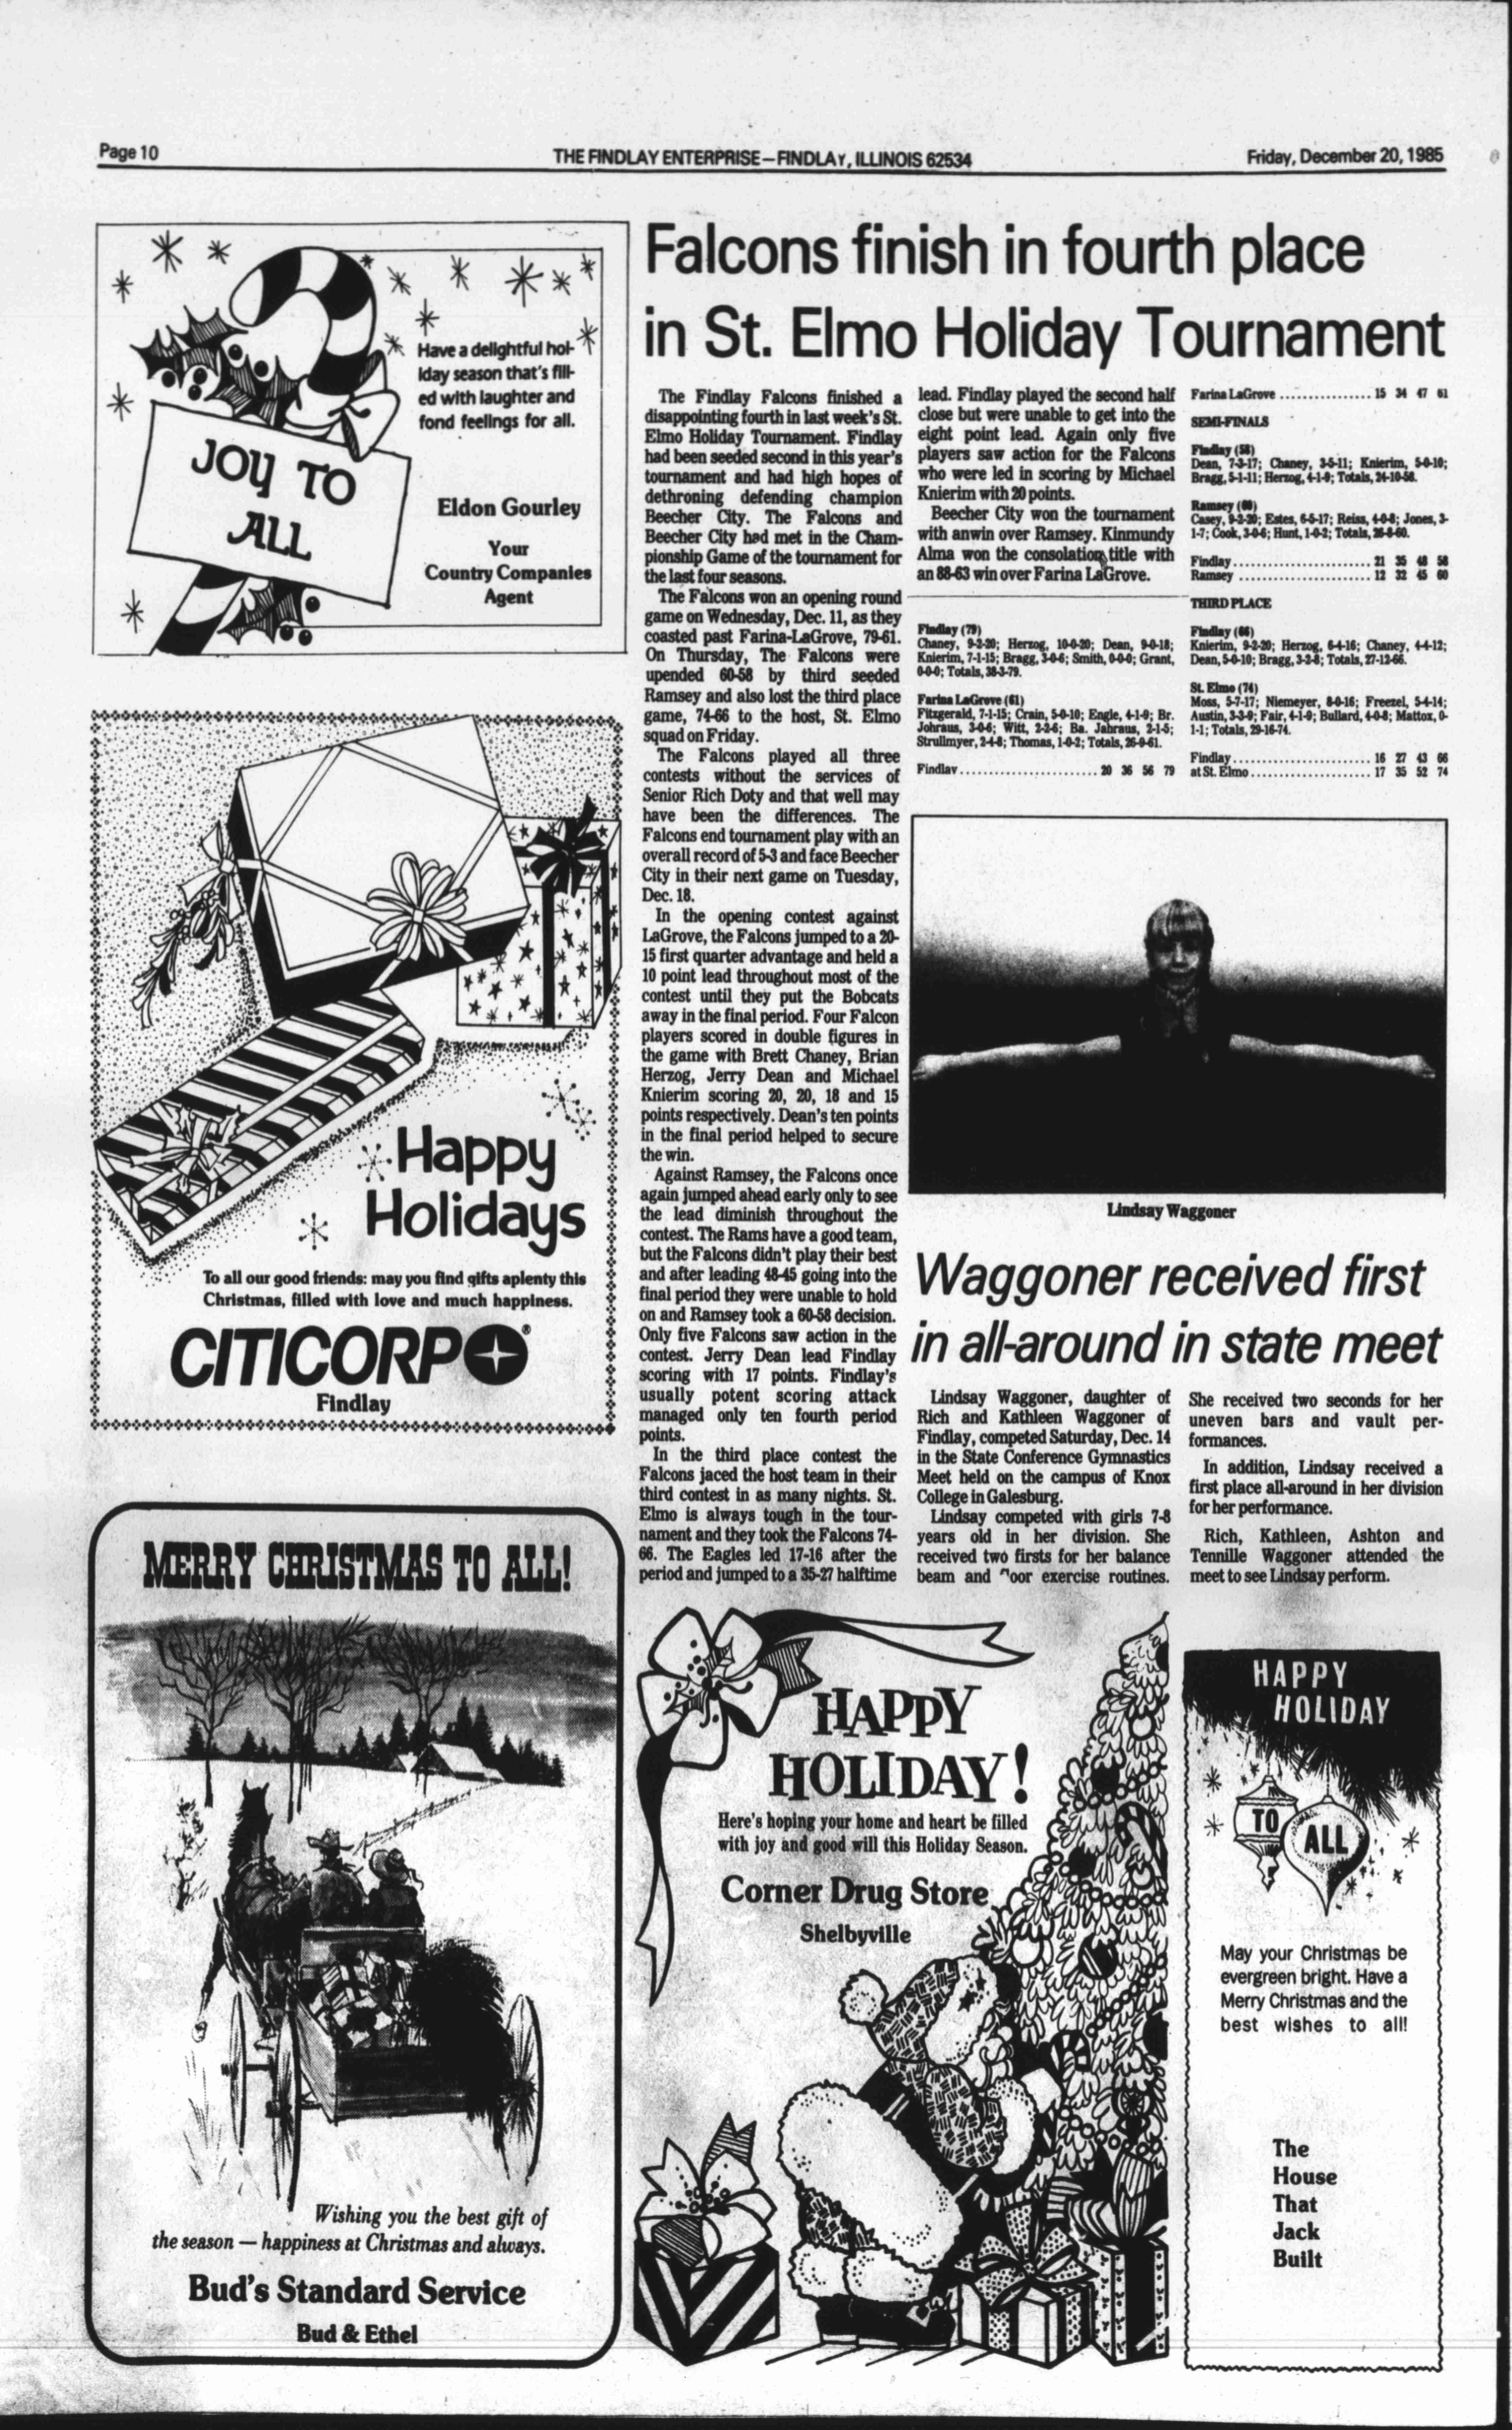 Page 10
THE FINDLAY ENTERPRISE—FINDLAY, ILLINOIS 62534
Friday, December 20, 1985
Have a delightful hol-
iday season that's fill-
ed with laughter and
fond feelings for all.
JOY TO
ALL
Eldon Gourley
Your
Country Companies
Agent
Happy
Holidays
To all our good friends: may you find gifts aplenty this
Christmas, filled with love and much happiness.
CITICORP
Findlay
MERRY CHRISTMAS TO ALL!
Wishing you the best gift of
the season — happiness at Christmas and always.
Bud's Standard Service
Bud & Ethel
Falcons finish in fourth place
in St. Elmo Holiday Tournament
The Findlay Falcons finished a
disappointing fourth in last week's St.
Elmo Holiday Tournament. Findlay
had been seeded second in this year's
tournament and had high hopes of
dethroning defending champion
Beecher City. The Falcons and
Beecher City had met in the Cham-
pionship Game of the tournament for
the last four seasons.
The Falcons won an opening round
game on Wednesday, Dec. 11, as they
coasted past Farina-LaGrove, 79-61.
On Thursday, The Falcons were
upended 60-58 by third seeded
Ramsey and also lost the third place
game, 74-66 to the host, St. Elmo
squad on Friday.
The Falcons played all three
contests without the services of
Senior Rich Doty and that well may
have been the differences. The
Falcons end tournament play with an
overall record of 5-3 and face Beecher
City in their next game on Tuesday,
Dec. 18.
In the opening contest against
LaGrove, the Falcons jumped to a 20-
15 first quarter advantage and held a
10 point lead throughout most of the
contest until they put the Bobcats
away in the final period. Four Falcon
players scored in double figures in
the game with Brett Chaney, Brian
Herzog, Jerry Dean and Michael
Knierim scoring 20, 20, 18 and 15
points respectively. Dean's ten points
in the final period helped to secure
the win.
Against Ramsey, the Falcons once
again jumped ahead early only to see
the lead diminish throughout the
contest. The Rams have a good team,
but the Falcons didn't play their best
and after leading 48-45 going into the
final period they were unable to hold
on and Ramsey took a 60-58 decision.
Only five Falcons saw action in the
contest. Jerry Dean lead Findlay
scoring with 17 points. Findlay's
usually potent scoring attack
managed only ten fourth period
points.
In the third place contest the
Falcons jaced the host team in their
third contest in as many nights. St.
Elmo is always tough in the tour-
nament and they took the Falcons 74-
66. The Eagles led 17-16 after the
period and jumped to a 35-27 halftime
lead. Findlay played the second half
close but were unable to get into the
eight point lead. Again only five
players saw action for the Falcons
who were led in scoring by Michael
Knierim with 20 points.
Beecher City won the tournament
with anwin over Ramsey. Kinmundy
Alma won the consolation title with
an 88-63 win over Farina LaGrove.
Findlay (79)
Chaney, 9-2-20; Herzog, 10-0-20; Dean, 9-0-18;
Knierim, 7-1-15; Bragg, 3-0-6; Smith, 0-0-0; Grant,
0-0-0; Totals, 38-3-79.
Farina LaGrove (61)
Fitzgerald, 7-1-15; Crain, 5-0-10; Engle, 4-1-9; Br.
Johraus, 3-0-6; Witt, 2-2-6; Ba. Jahraus, 2-1-5;
Strullmyer, 2-4-8; Thomas, 1-0-2; Totals, 26-9-61.
Findlay ........................ 20 36 56 79
Farina LaGrove ................ 15 34 47 61
SEMI-FINALS
Findlay (58)
Dean, 7-3-17; Chaney, 3-5-11; Knierim, 5-0-10;
Bragg, 5-1-11; Herzog, 4-1-9; Totals, 24-10-58.
Ramsey (60)
Casey, 9-2-20; Estes, 6-5-17; Reiss, 4-0-8; Jones, 3-
1-7; Cook, 3-0-6; Hunt, 1-0-2; Totals, 26-8-60.
Findlay ........................ 21 35 48 58
Ramsey ....................... 12 32 45 60
THIRD PLACE
Findlay (66)
Knierim, 9-2-20; Herzog, 6-4-16; Chaney, 4-4-12;
Dean, 5-0-10; Bragg, 3-2-8; Totals, 27-12-66.
St. Elmo (74)
Moss, 5-7-17; Niemeyer, 8-0-16; Freezel, 5-4-14;
Austin, 3-3-9; Fair, 4-1-9; Bullard, 4-0-8; Mattox, 0-
1-1; Totals, 29-16-74.
Findlay ........................ 16 27 43 66
at St. Elmo ..................... 17 35 52 74
Lindsay Waggoner
Waggoner received first
in all-around in state meet
Lindsay Waggoner, daughter of
Rich and Kathleen Waggoner of
Findlay, competed Saturday, Dec. 14
in the State Conference Gymnastics
Meet held on the campus of Knox
College in Galesburg.
Lindsay competed with girls 7-8
years old in her division. She
received two firsts for her balance
beam and oor exercise routines.
She received two seconds for her
uneven bars and vault per-
formances.
In addition, Lindsay received a
first place all-around in her division
for her performance.
Rich, Kathleen, Ashton and
Tennille Waggoner attended the
meet to see Lindsay perform.
HAPPY
HOLIDAY!
Here's hoping your home and heart be filled
with joy and good will this Holiday Season.
Corner Drug Store
Shelbyville
HAPPY
HOLIDAY
TO
ALL
May your Christmas be
evergreen bright. Have a
Merry Christmas and the
best wishes to all!
The
House
That
Jack
Built